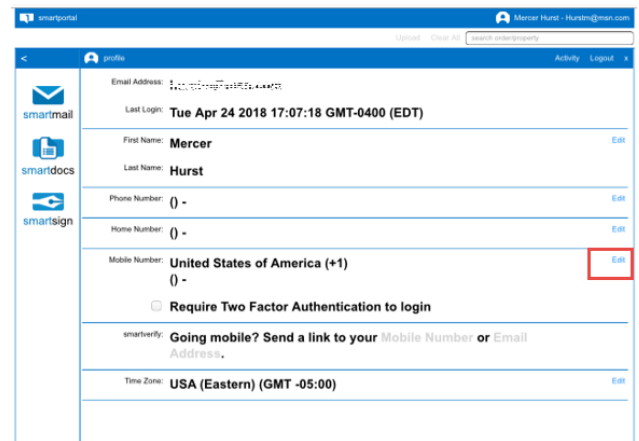 smartportal
Mercer Hurst - Hurstm@msn.com
Upload Clear All search order/property
< profile Activity Logout x
Email Address:
Last Login: Tue Apr 24 2018 17:07:18 GMT-0400 (EDT)
First Name: Mercer Edit
Last Name: Hurst
Phone Number: () - Edit
Home Number: () - Edit
Mobile Number: United States of America (+1) Edit
() -
Require Two Factor Authentication to login
smartverify: Going mobile? Send a link to your Mobile Number or Email
Address.
Time Zone: USA (Eastern) (GMT -05:00) Edit
smartmail
smartdocs
smartsign